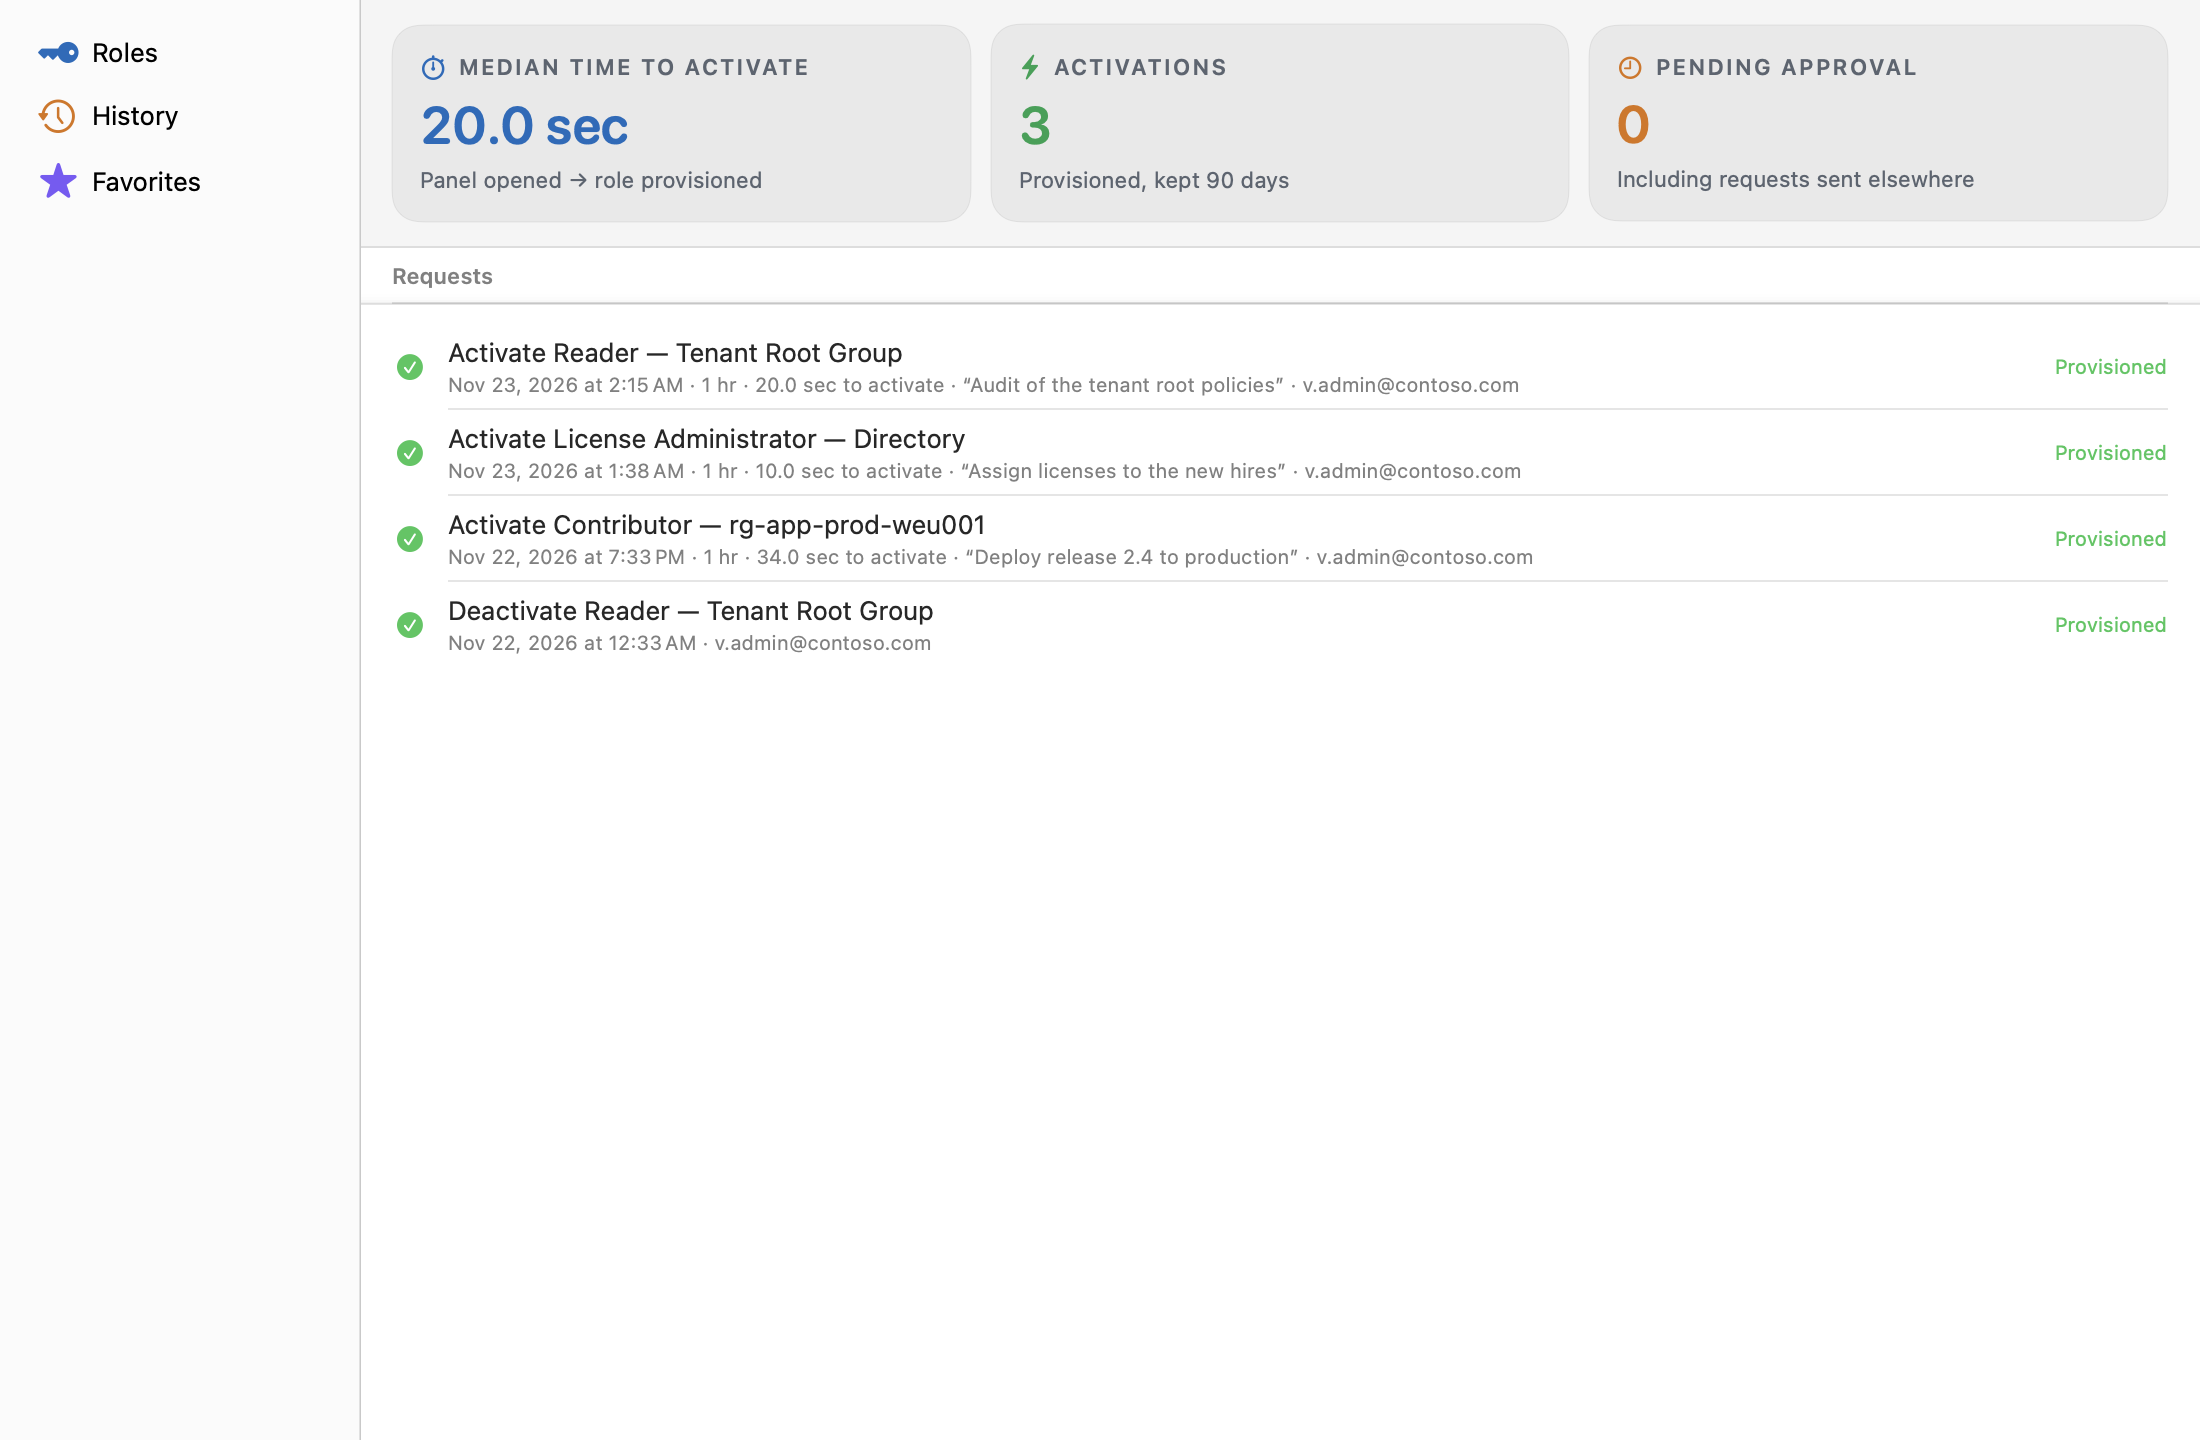 Roles
History
Favorites
MEDIAN TIME TO ACTIVATE
20.0 sec
Panel opened → role provisioned
ACTIVATIONS
3
Provisioned, kept 90 days
PENDING APPROVAL
0
Including requests sent elsewhere
Requests
Activate Reader — Tenant Root Group
Nov 23, 2026 at 2:15 AM · 1 hr · 20.0 sec to activate · “Audit of the tenant root policies” · v.admin@contoso.com
Provisioned
Activate License Administrator — Directory
Nov 23, 2026 at 1:38 AM · 1 hr · 10.0 sec to activate · “Assign licenses to the new hires” · v.admin@contoso.com
Provisioned
Activate Contributor — rg-app-prod-weu001
Nov 22, 2026 at 7:33 PM · 1 hr · 34.0 sec to activate · “Deploy release 2.4 to production” · v.admin@contoso.com
Provisioned
Deactivate Reader — Tenant Root Group
Nov 22, 2026 at 12:33 AM · v.admin@contoso.com
Provisioned